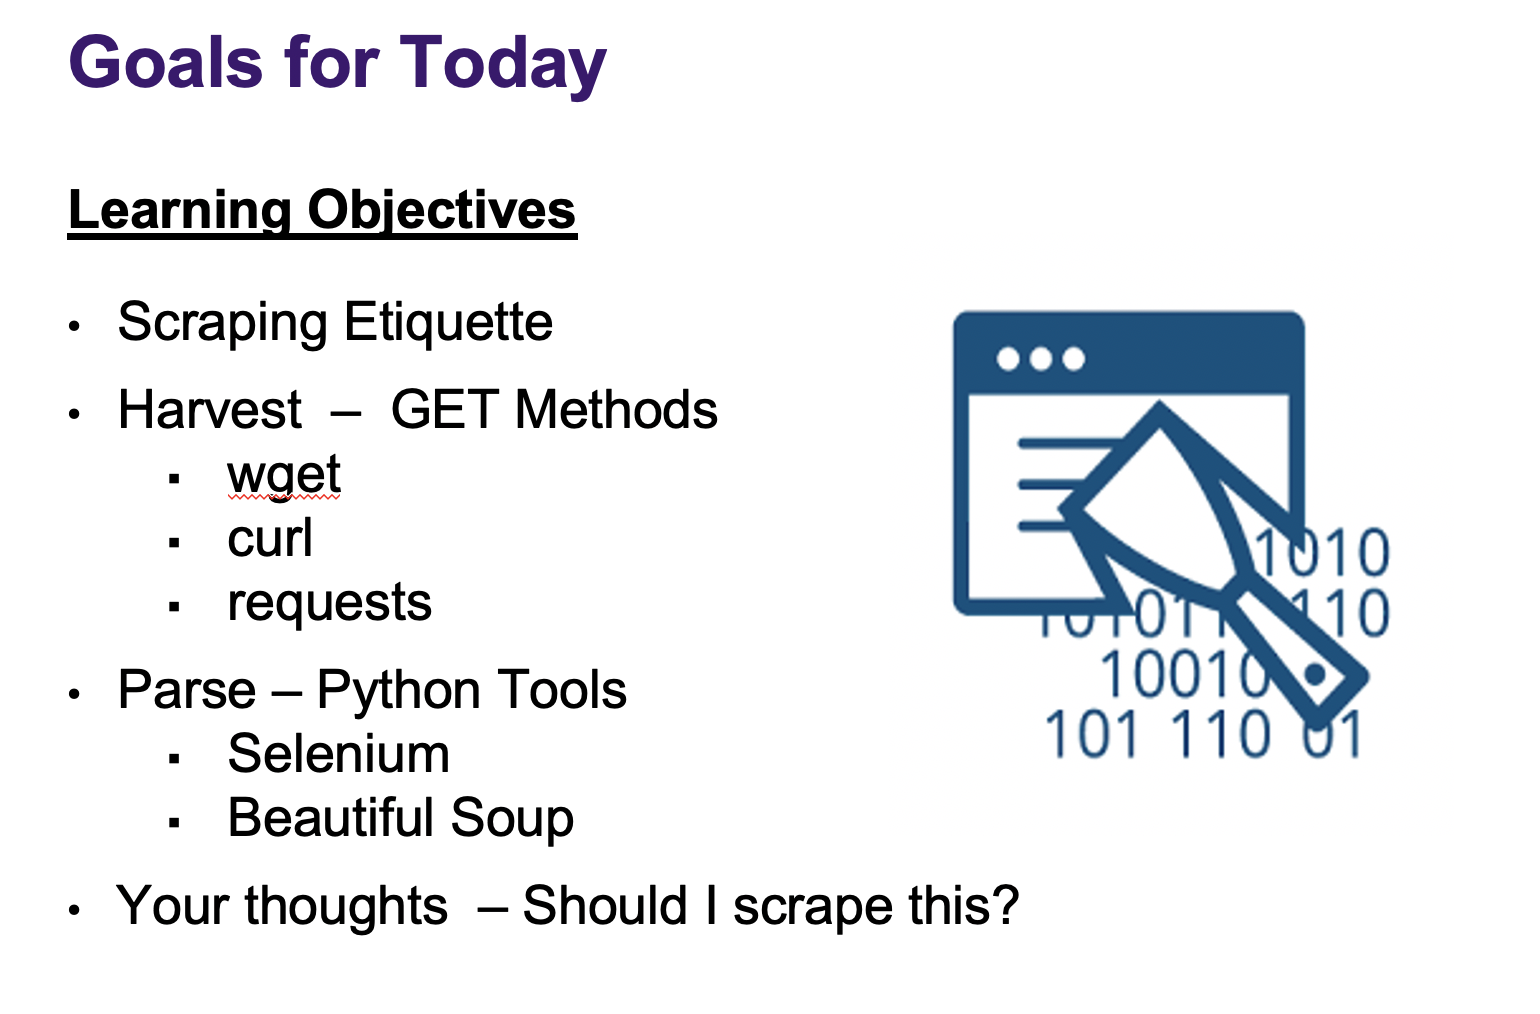 Goals for Today
Learning Objectives
• Scraping Etiquette
• Harvest – GET Methods
▪ wget
▪ curl
▪ requests
• Parse – Python Tools
▪ Selenium
▪ Beautiful Soup
• Your thoughts – Should I scrape this?
1010
110
10010
101 110 01